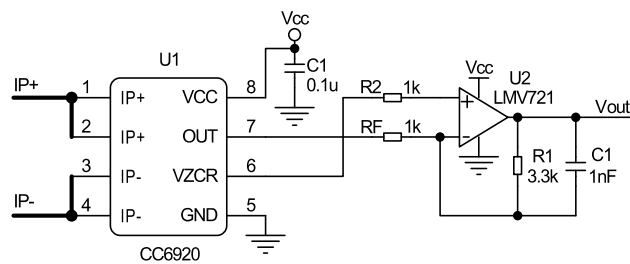 Vcc
U1
C1
0.1u
IP+
1
IP+
VCC
8
R2
1k
Vcc
U2
LMV721
2
IP+
OUT
7
RF
1k
Vout
3
IP-
VZCR
6
R1
3.3k
C1
1nF
IP-
4
IP-
GND
5
CC6920
+
-